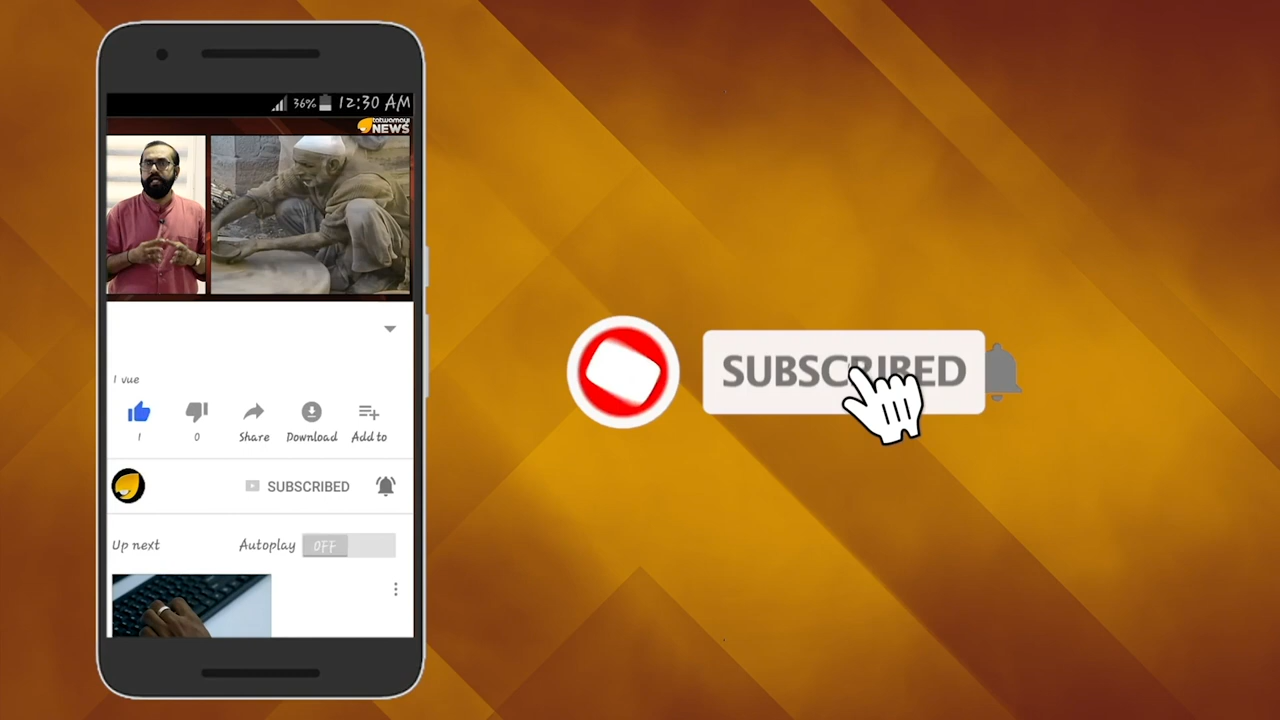 36% 12:30 AM
tatwamayi
NEWS
1 vue
1
0
Share
Download
Add to
SUBSCRIBED
Up next
Autoplay
OFF
SUBSCRIBED